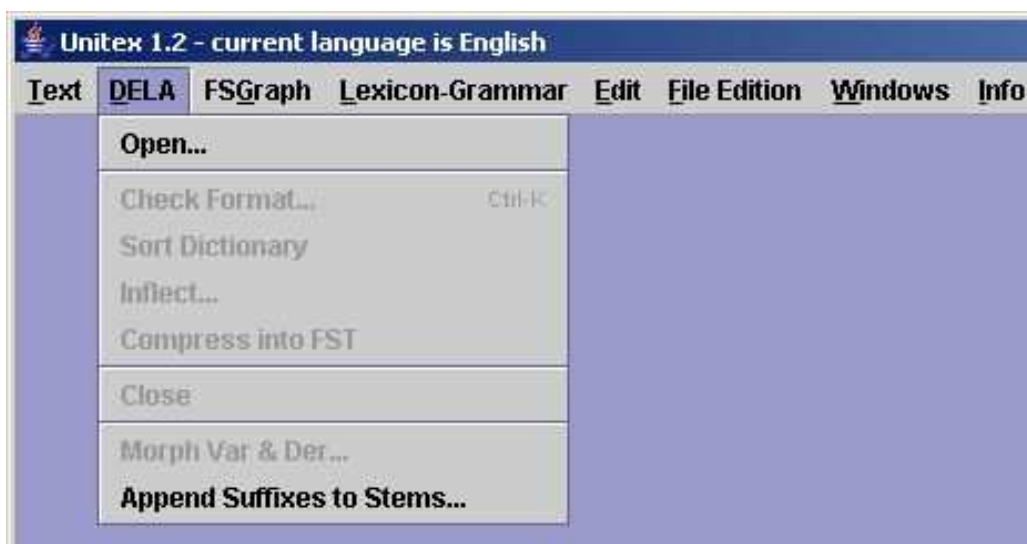 Unitex 1.2 - current language is English
Text DELA FSGraph Lexicon-Grammar Edit File Edition Windows Info
Open...
Check Format... Ctrl-K
Sort Dictionary
Inflect...
Compress into FST
Close
Morph Var & Der...
Append Suffixes to Stems...